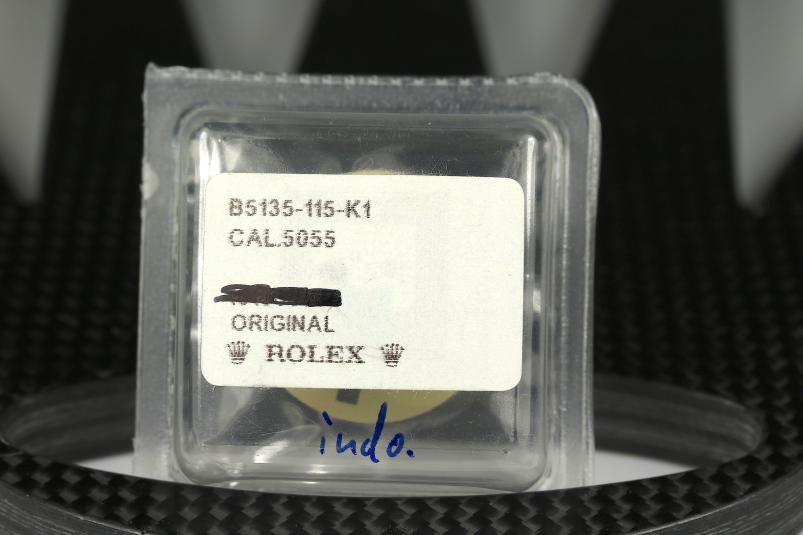 B5135-115-K1
CAL.5055
ORIGINAL
ROLEX
indo.